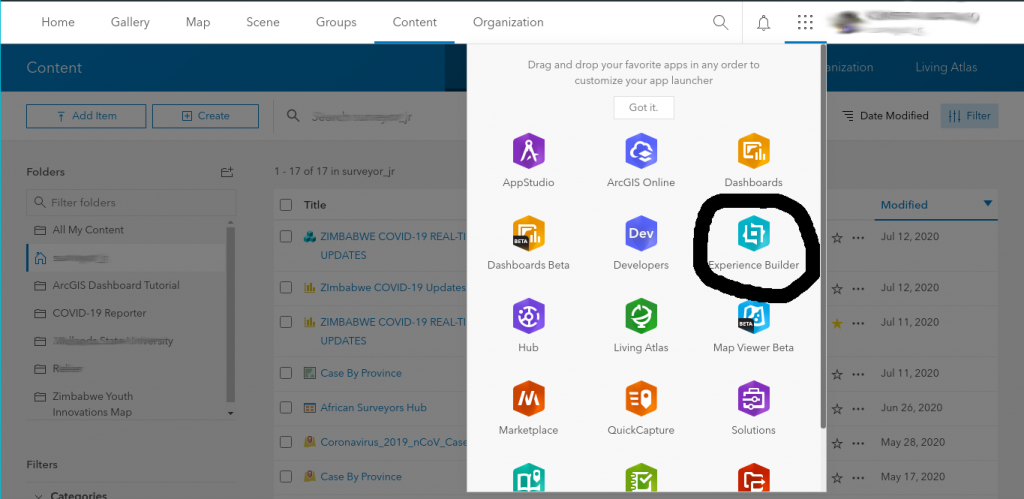 Home Gallery Map Scene Groups Content Organization
Content
anization Living Atlas
Drag and drop your favorite apps in any order to
customize your app launcher
Got it.
Add Item Create
Date Modified Filter
Folders
Filter folders
All My Content
ArcGIS Dashboard Tutorial
COVID-19 Reporter
Zimbabwe Youth
Innovations Map
Filters
Categories
1 - 17 of 17 in surveyor_jr
Title
ZIMBABWE COVID-19 REAL-TI
UPDATES
ZImbabwe COVID-19 Updates
ZIMBABWE COVID-19 REAL-TI
UPDATES
Case By Province
African Surveyors Hub
Coronavirus_2019_nCoV_Case
Case By Province
AppStudio ArcGIS Online Dashboards
BETA Dev
Dashboards Beta Developers Experience Builder
BETA
Hub Living Atlas Map Viewer Beta
Marketplace QuickCapture Solutions
Modified
Jul 12, 2020
Jul 12, 2020
Jul 11, 2020
Jul 11, 2020
Jun 26, 2020
May 28, 2020
May 17, 2020